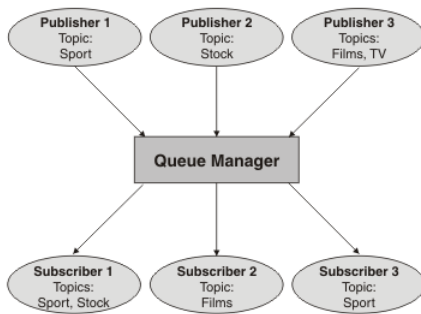 Publisher 1
Topic:
Sport
Publisher 2
Topic:
Stock
Publisher 3
Topics:
Films, TV
Queue Manager
Subscriber 1
Topics:
Sport, Stock
Subscriber 2
Topic:
Films
Subscriber 3
Topic:
Sport